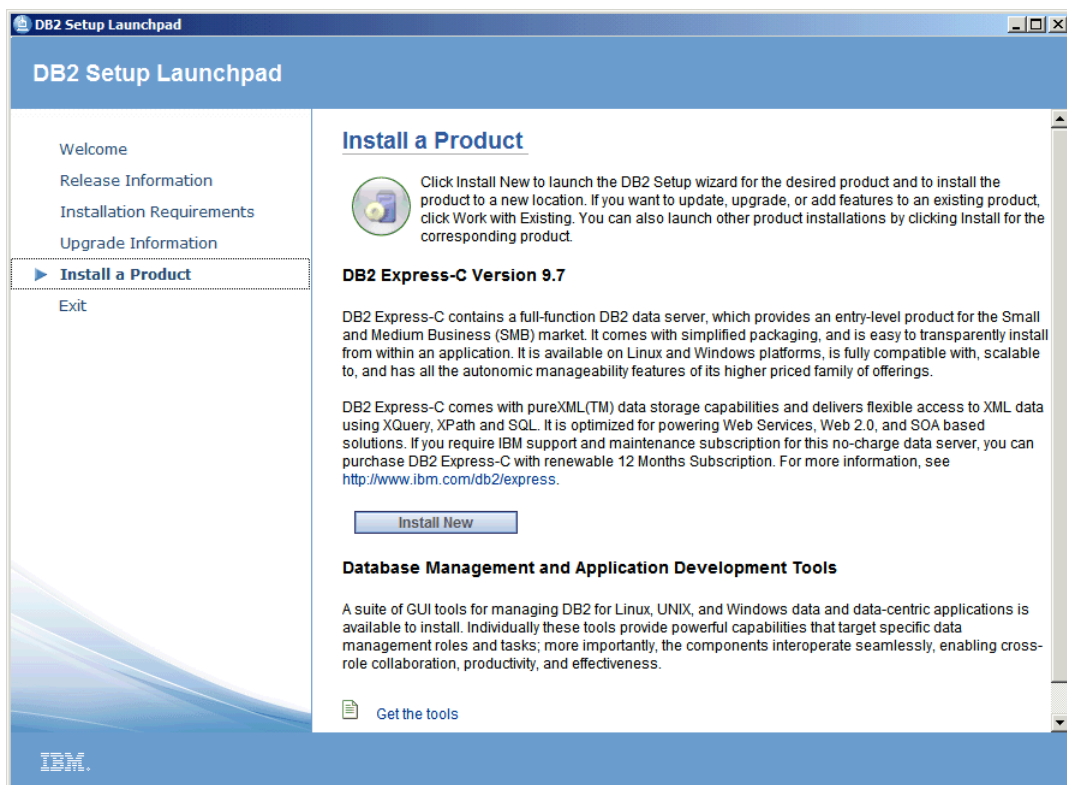 DB2 Setup Launchpad
DB2 Setup Launchpad
Welcome
Release Information
Installation Requirements
Upgrade Information
Install a Product
Exit
Install a Product
Click Install New to launch the DB2 Setup wizard for the desired product and to install the
product to a new location. If you want to update, upgrade, or add features to an existing product,
click Work with Existing. You can also launch other product installations by clicking Install for the
corresponding product.
DB2 Express-C Version 9.7
DB2 Express-C contains a full-function DB2 data server, which provides an entry-level product for the Small
and Medium Business (SMB) market. It comes with simplified packaging, and is easy to transparently install
from within an application. It is available on Linux and Windows platforms, is fully compatible with, scalable
to, and has all the autonomic manageability features of its higher priced family of offerings.
DB2 Express-C comes with pureXML(TM) data storage capabilities and delivers flexible access to XML data
using XQuery, XPath and SQL. It is optimized for powering Web Services, Web 2.0, and SOA based
solutions. If you require IBM support and maintenance subscription for this no-charge data server, you can
purchase DB2 Express-C with renewable 12 Months Subscription. For more information, see
http://www.ibm.com/db2/express.
Install New
Database Management and Application Development Tools
A suite of GUI tools for managing DB2 for Linux, UNIX, and Windows data and data-centric applications is
available to install. Individually these tools provide powerful capabilities that target specific data
management roles and tasks; more importantly, the components interoperate seamlessly, enabling cross-
role collaboration, productivity, and effectiveness.
Get the tools
IBM.